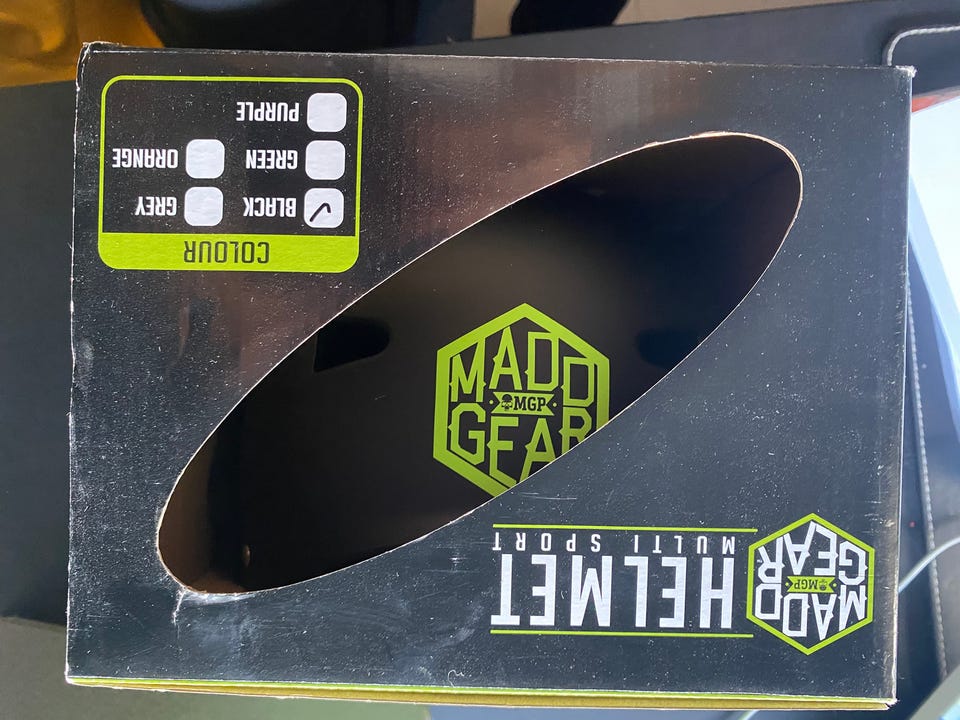 MADD
MGP
GEAR
HELMET
MULTI SPORT
COLOUR
BLACK
GREY
GREEN
ORANGE
PURPLE
MADD
MGP
GEAR